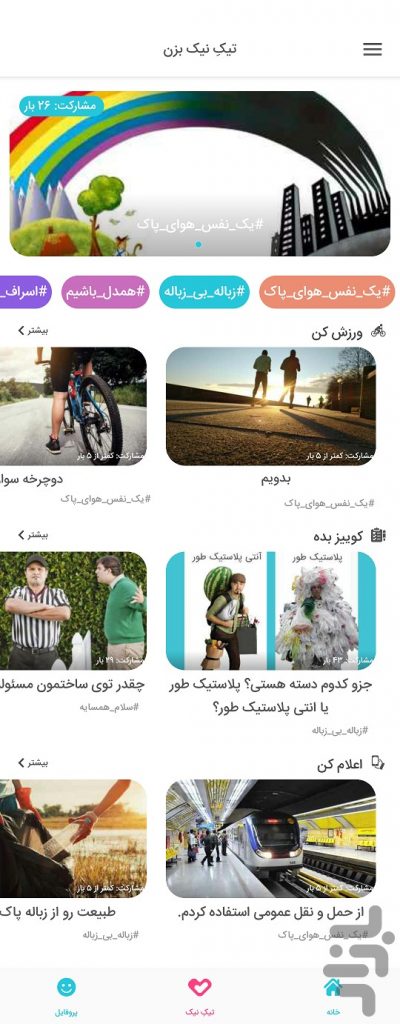 تیکِ نیک بزن
مشارکت: ۲۶ بار
#یک_نفس_هوای_پاک
#یک_نفس_هوای_پاک
#زباله_بی_زباله
#همدل_باشیم
#اسراف_
ورزش کن
بیشتر
مشارکت: کمتر از ۵ بار
مشارکت: کمتر از ۵ بار
بدویم
دوچرخه سوا
#یک_نفس_هوای_پاک
#یک_نفس_هوای_پاک
کوییز بده
بیشتر
پلاستیک طور
آنتی پلاستیک طور
مشارکت: ۴۳ بار
مشارکت: ۲۹ بار
جزو کدوم دسته هستی؟ پلاستیک طور
یا انتی پلاستیک طور؟
چقدر توی ساختمون مسئول
#زباله_بی_زباله
#سلام_همسایه
اعلام کن
بیشتر
مشارکت: کمتر از ۵ بار
مشارکت: کمتر از ۵ بار
از حمل و نقل عمومی استفاده کردم.
طبیعت رو از زباله پاک
#یک_نفس_هوای_پاک
#زباله_بی_زباله
بازار
خانه
تیکِ نیک
پروفایل